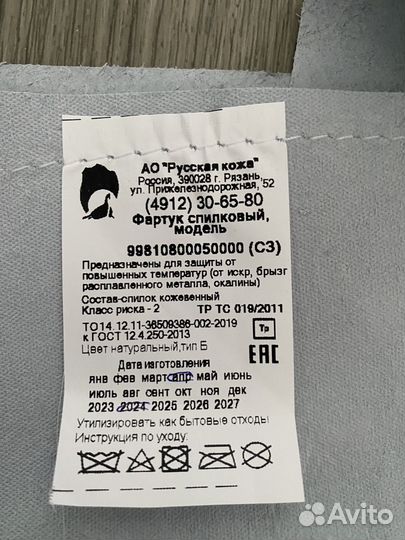 АО "Русская кожа"
Россия, 390028 г. Рязань,
ул. Прижелезнодорожная, 52
(4912) 30-65-80
Фартук спилковый,
модель
99810800050000 (СЗ)
Предназначены для защиты от
повышенных температур (от искр, брызг
расплавленного металла, окалины)
Состав-спилок кожевенный
Класс риска - 2 ТР ТС 019/2011
ТО14.12.11-36509386-002-2019
к ГОСТ 12.4.250-2013
Тр
Цвет натуральный,тип Б
ЕАС
Дата изготовления
янв фев март апр май июнь
июль авг сент окт ноя дек
2023 2024 2025 2026 2027
Утилизировать как бытовые отходы
Инструкция по уходу:
Avito